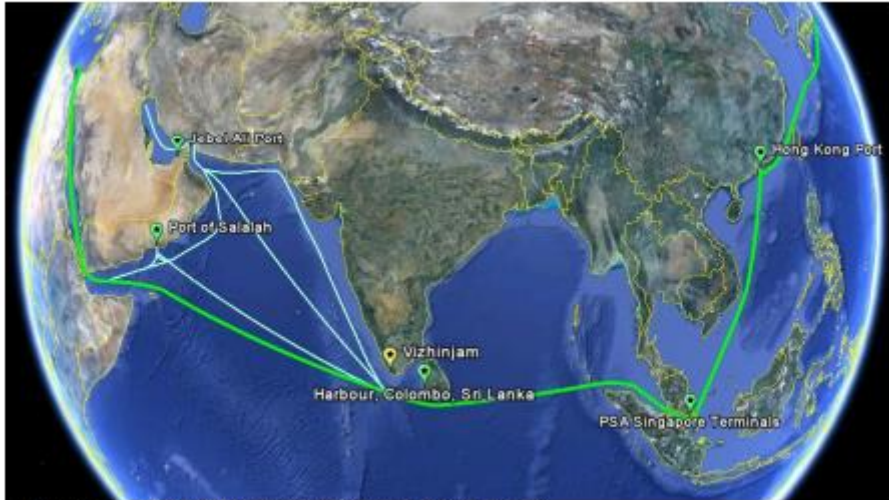 Jebel Ali Port
Hong Kong Port
Port of Salalah
Vizhinjam
Harbour, Colombo, Sri Lanka
PSA Singapore Terminals